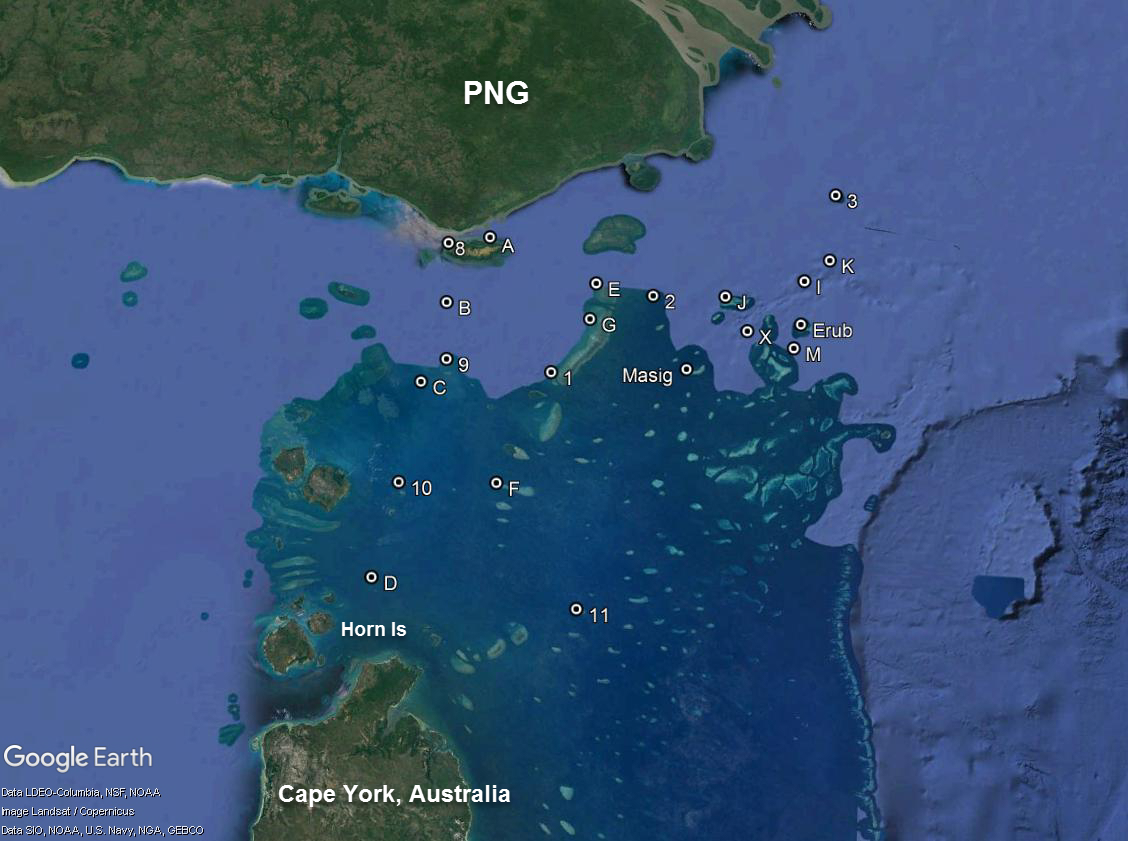 PNG
3
8
A
K
I
E
2
J
B
G
X
Erub
M
9
Masig
1
C
10
F
D
11
Horn Is
Google Earth
Cape York, Australia
Data LDEO-Columbia, NSF, NOAA
Image Landsat / Copernicus
Data SIO, NOAA, U.S. Navy, NGA, GEBCO